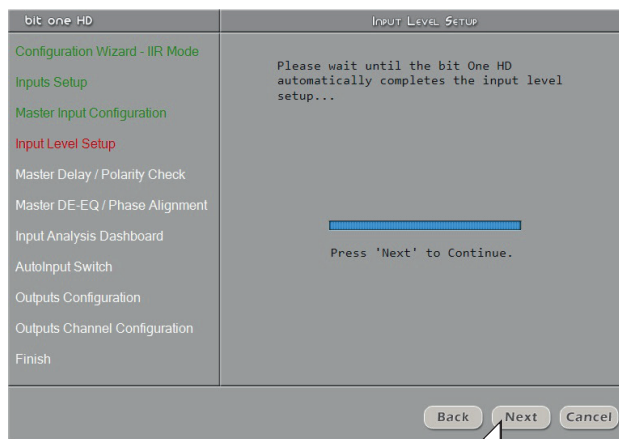 bit one HD
Input Level Setup
Configuration Wizard - IIR Mode
Inputs Setup
Master Input Configuration
Input Level Setup
Master Delay / Polarity Check
Master DE-EQ / Phase Alignment
Input Analysis Dashboard
AutoInput Switch
Outputs Configuration
Outputs Channel Configuration
Finish
Please wait until the bit One HD
automatically completes the input level
setup...
Press 'Next' to Continue.
Back Next Cancel